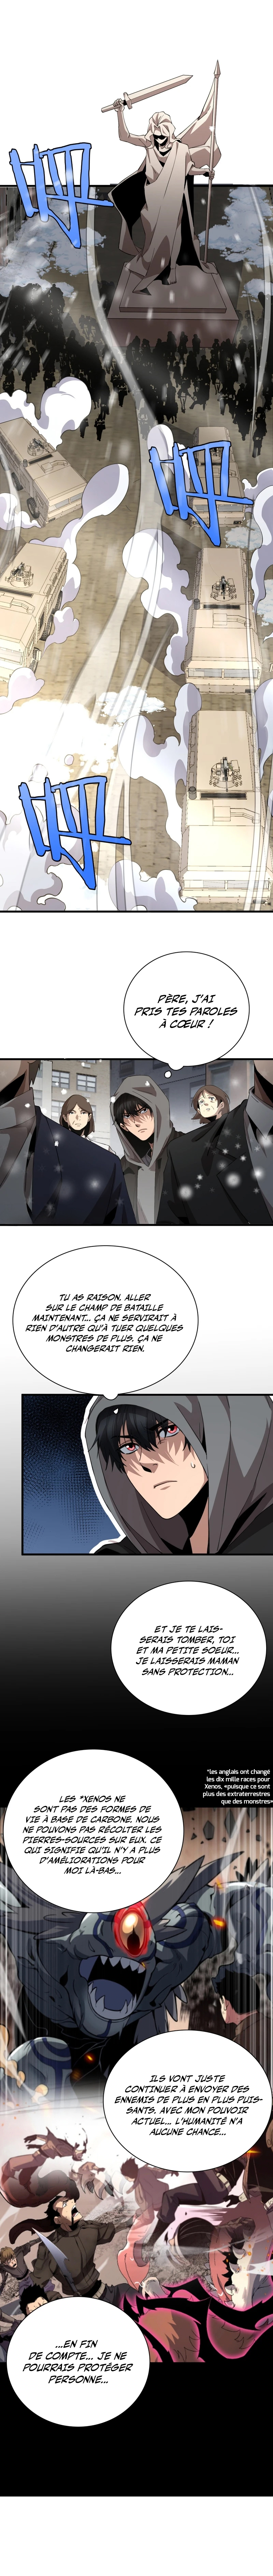 PÈRE, J'AI
PRIS TES PAROLES
À CŒUR !
TU AS RAISON. ALLER
SUR LE CHAMP DE BATAILLE
MAINTENANT... ÇA NE SERVIRAIT À
RIEN D'AUTRE QU'À TUER QUELQUES
MONSTRES DE PLUS. ÇA NE
CHANGERAIT RIEN.
ET JE TE LAIS-
SERAIS TOMBER, TOI
ET MA PETITE SOEUR...
JE LAISSERAIS MAMAN
SANS PROTECTION...
*les anglais ont changé
les dix mille races pour
Xenos, «puisque ce sont
plus des extraterrestres
que des monstres»
LES *XENOS NE
SONT PAS DES FORMES DE
VIE À BASE DE CARBONE. NOUS
NE POUVONS PAS RÉCOLTER LES
PIERRES-SOURCES SUR EUX. CE
QUI SIGNIFIE QU'IL N'Y A PLUS
D'AMÉLIORATIONS POUR
MOI LÀ-BAS...
ILS VONT JUSTE
CONTINUER À ENVOYER DES
ENNEMIS DE PLUS EN PLUS PUIS-
SANTS. AVEC MON POUVOIR
ACTUEL... L'HUMANITÉ N'A
AUCUNE CHANCE...
...EN FIN
DE COMPTE... JE NE
POURRAIS PROTÉGER
PERSONNE...